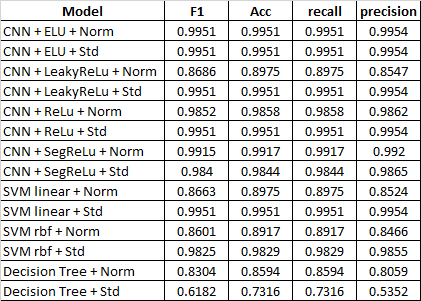 Model F1 Acc recall precision
CNN + ELU + Norm 0.9951 0.9951 0.9951 0.9954
CNN + ELU + Std 0.9951 0.9951 0.9951 0.9954
CNN + LeakyReLu + Norm 0.8686 0.8975 0.8975 0.8547
CNN + LeakyReLu + Std 0.9951 0.9951 0.9951 0.9954
CNN + ReLu + Norm 0.9852 0.9858 0.9858 0.9862
CNN + ReLu + Std 0.9951 0.9951 0.9951 0.9954
CNN + SegReLu + Norm 0.9915 0.9917 0.9917 0.992
CNN + SegReLu + Std 0.984 0.9844 0.9844 0.9865
SVM linear + Norm 0.8663 0.8975 0.8975 0.8524
SVM linear + Std 0.9951 0.9951 0.9951 0.9954
SVM rbf + Norm 0.8601 0.8917 0.8917 0.8466
SVM rbf + Std 0.9825 0.9829 0.9829 0.9855
Decision Tree + Norm 0.8304 0.8594 0.8594 0.8059
Decision Tree + Std 0.6182 0.7316 0.7316 0.5352